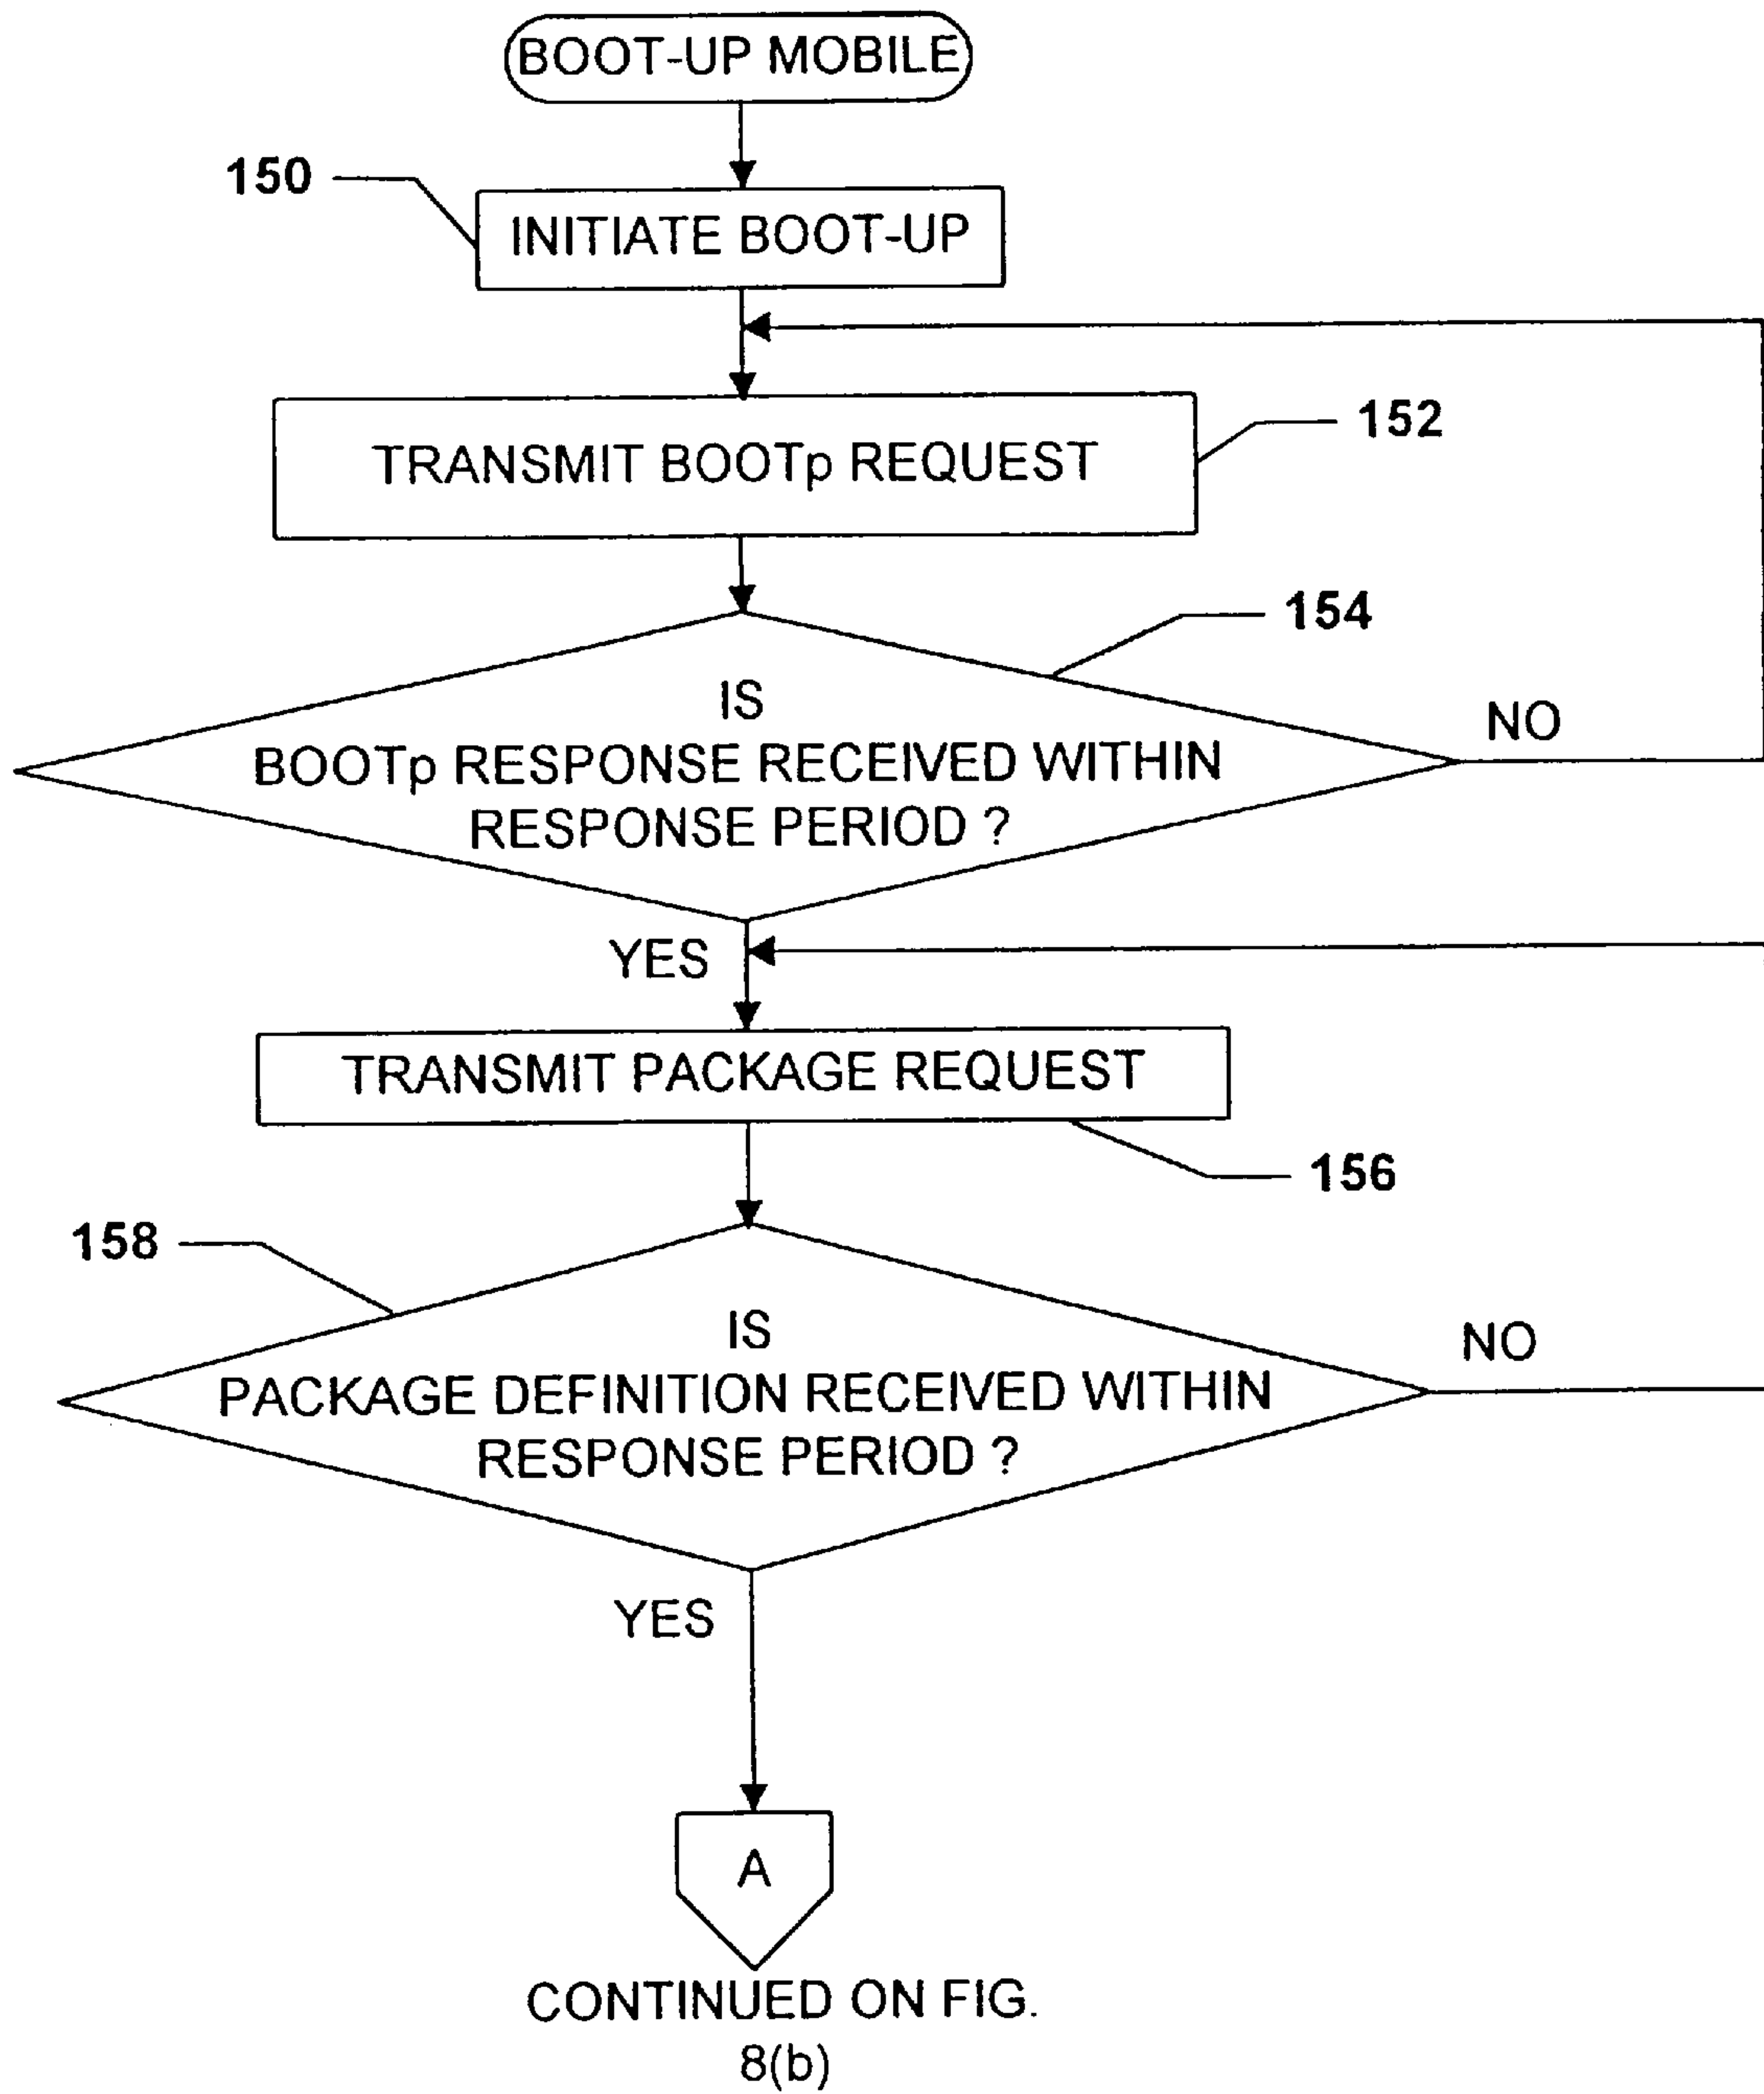 BOOT-UP MOBILE
150
INITIATE BOOT-UP
TRANSMIT BOOTp REQUEST
152
154
IS
BOOTp RESPONSE RECEIVED WITHIN
RESPONSE PERIOD ?
NO
YES
TRANSMIT PACKAGE REQUEST
156
158
IS
PACKAGE DEFINITION RECEIVED WITHIN
RESPONSE PERIOD ?
NO
YES
A
CONTINUED ON FIG.
8(b)